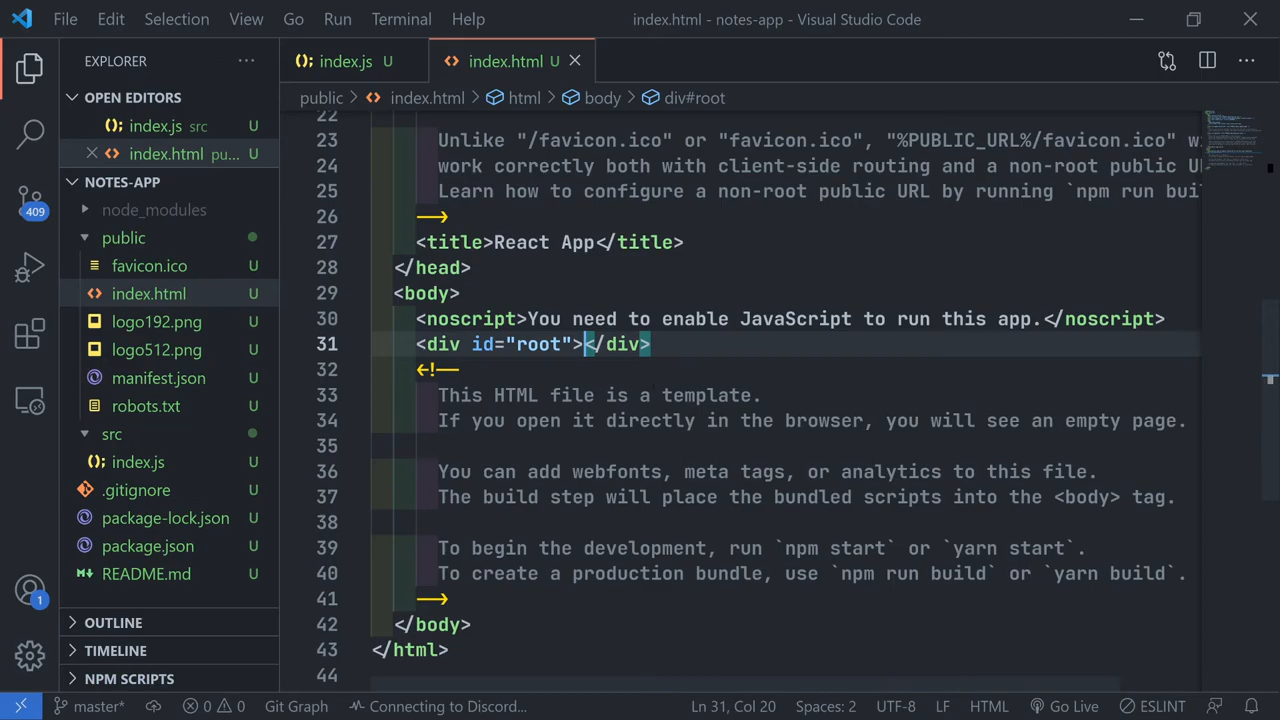 File Edit Selection View Go Run Terminal Help index.html - notes-app - Visual Studio Code
EXPLORER
index.js U
index.html U
OPEN EDITORS
public > index.html > html > body > div#root
index.js src U
index.html pu... U
NOTES-APP
node_modules
public
favicon.ico U
index.html U
logo192.png U
logo512.png U
manifest.json U
robots.txt U
src
index.js U
.gitignore U
package-lock.json U
package.json U
README.md U
OUTLINE
TIMELINE
NPM SCRIPTS
409
1
22
23 Unlike "/favicon.ico" or "favicon.ico", "%PUBLIC_URL%/favicon.ico" wi
24 work correctly both with client-side routing and a non-root public UR
25 Learn how to configure a non-root public URL by running `npm run buil
26 -->
27 <title>React App</title>
28 </head>
29 <body>
30 <noscript>You need to enable JavaScript to run this app.</noscript>
31 <div id="root"></div>
32 <!--
33 This HTML file is a template.
34 If you open it directly in the browser, you will see an empty page.
35
36 You can add webfonts, meta tags, or analytics to this file.
37 The build step will place the bundled scripts into the <body> tag.
38
39 To begin the development, run `npm start` or `yarn start`.
40 To create a production bundle, use `npm run build` or `yarn build`.
41 -->
42 </body>
43 </html>
44
master* 0 0 Git Graph Connecting to Discord... Ln 31, Col 20 Spaces: 2 UTF-8 LF HTML Go Live ESLINT